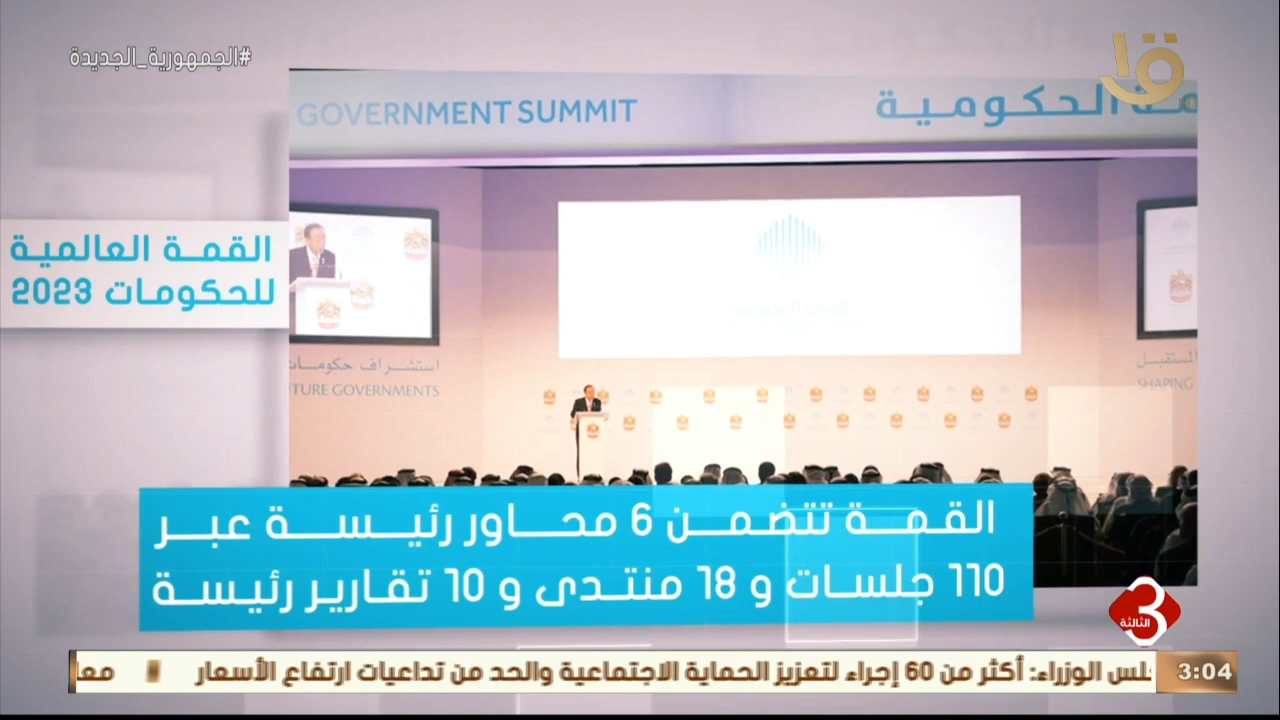 #الجمهورية_الجديدة
GOVERNMENT SUMMIT
الحكومية
القمة العالمية
للحكومات 2023
استشراف حكومات
FUTURE GOVERNMENTS
المستقبل
SHAPING
القمة تتضمن 6 محاور رئيسة عبر
110 جلسات و 18 منتدى و 10 تقارير رئيسة
3
الثالثة
3:04
لس الوزراء: أكثر من 60 إجراء لتعزيز الحماية الاجتماعية والحد من تداعيات ارتفاع الأسعار
معا